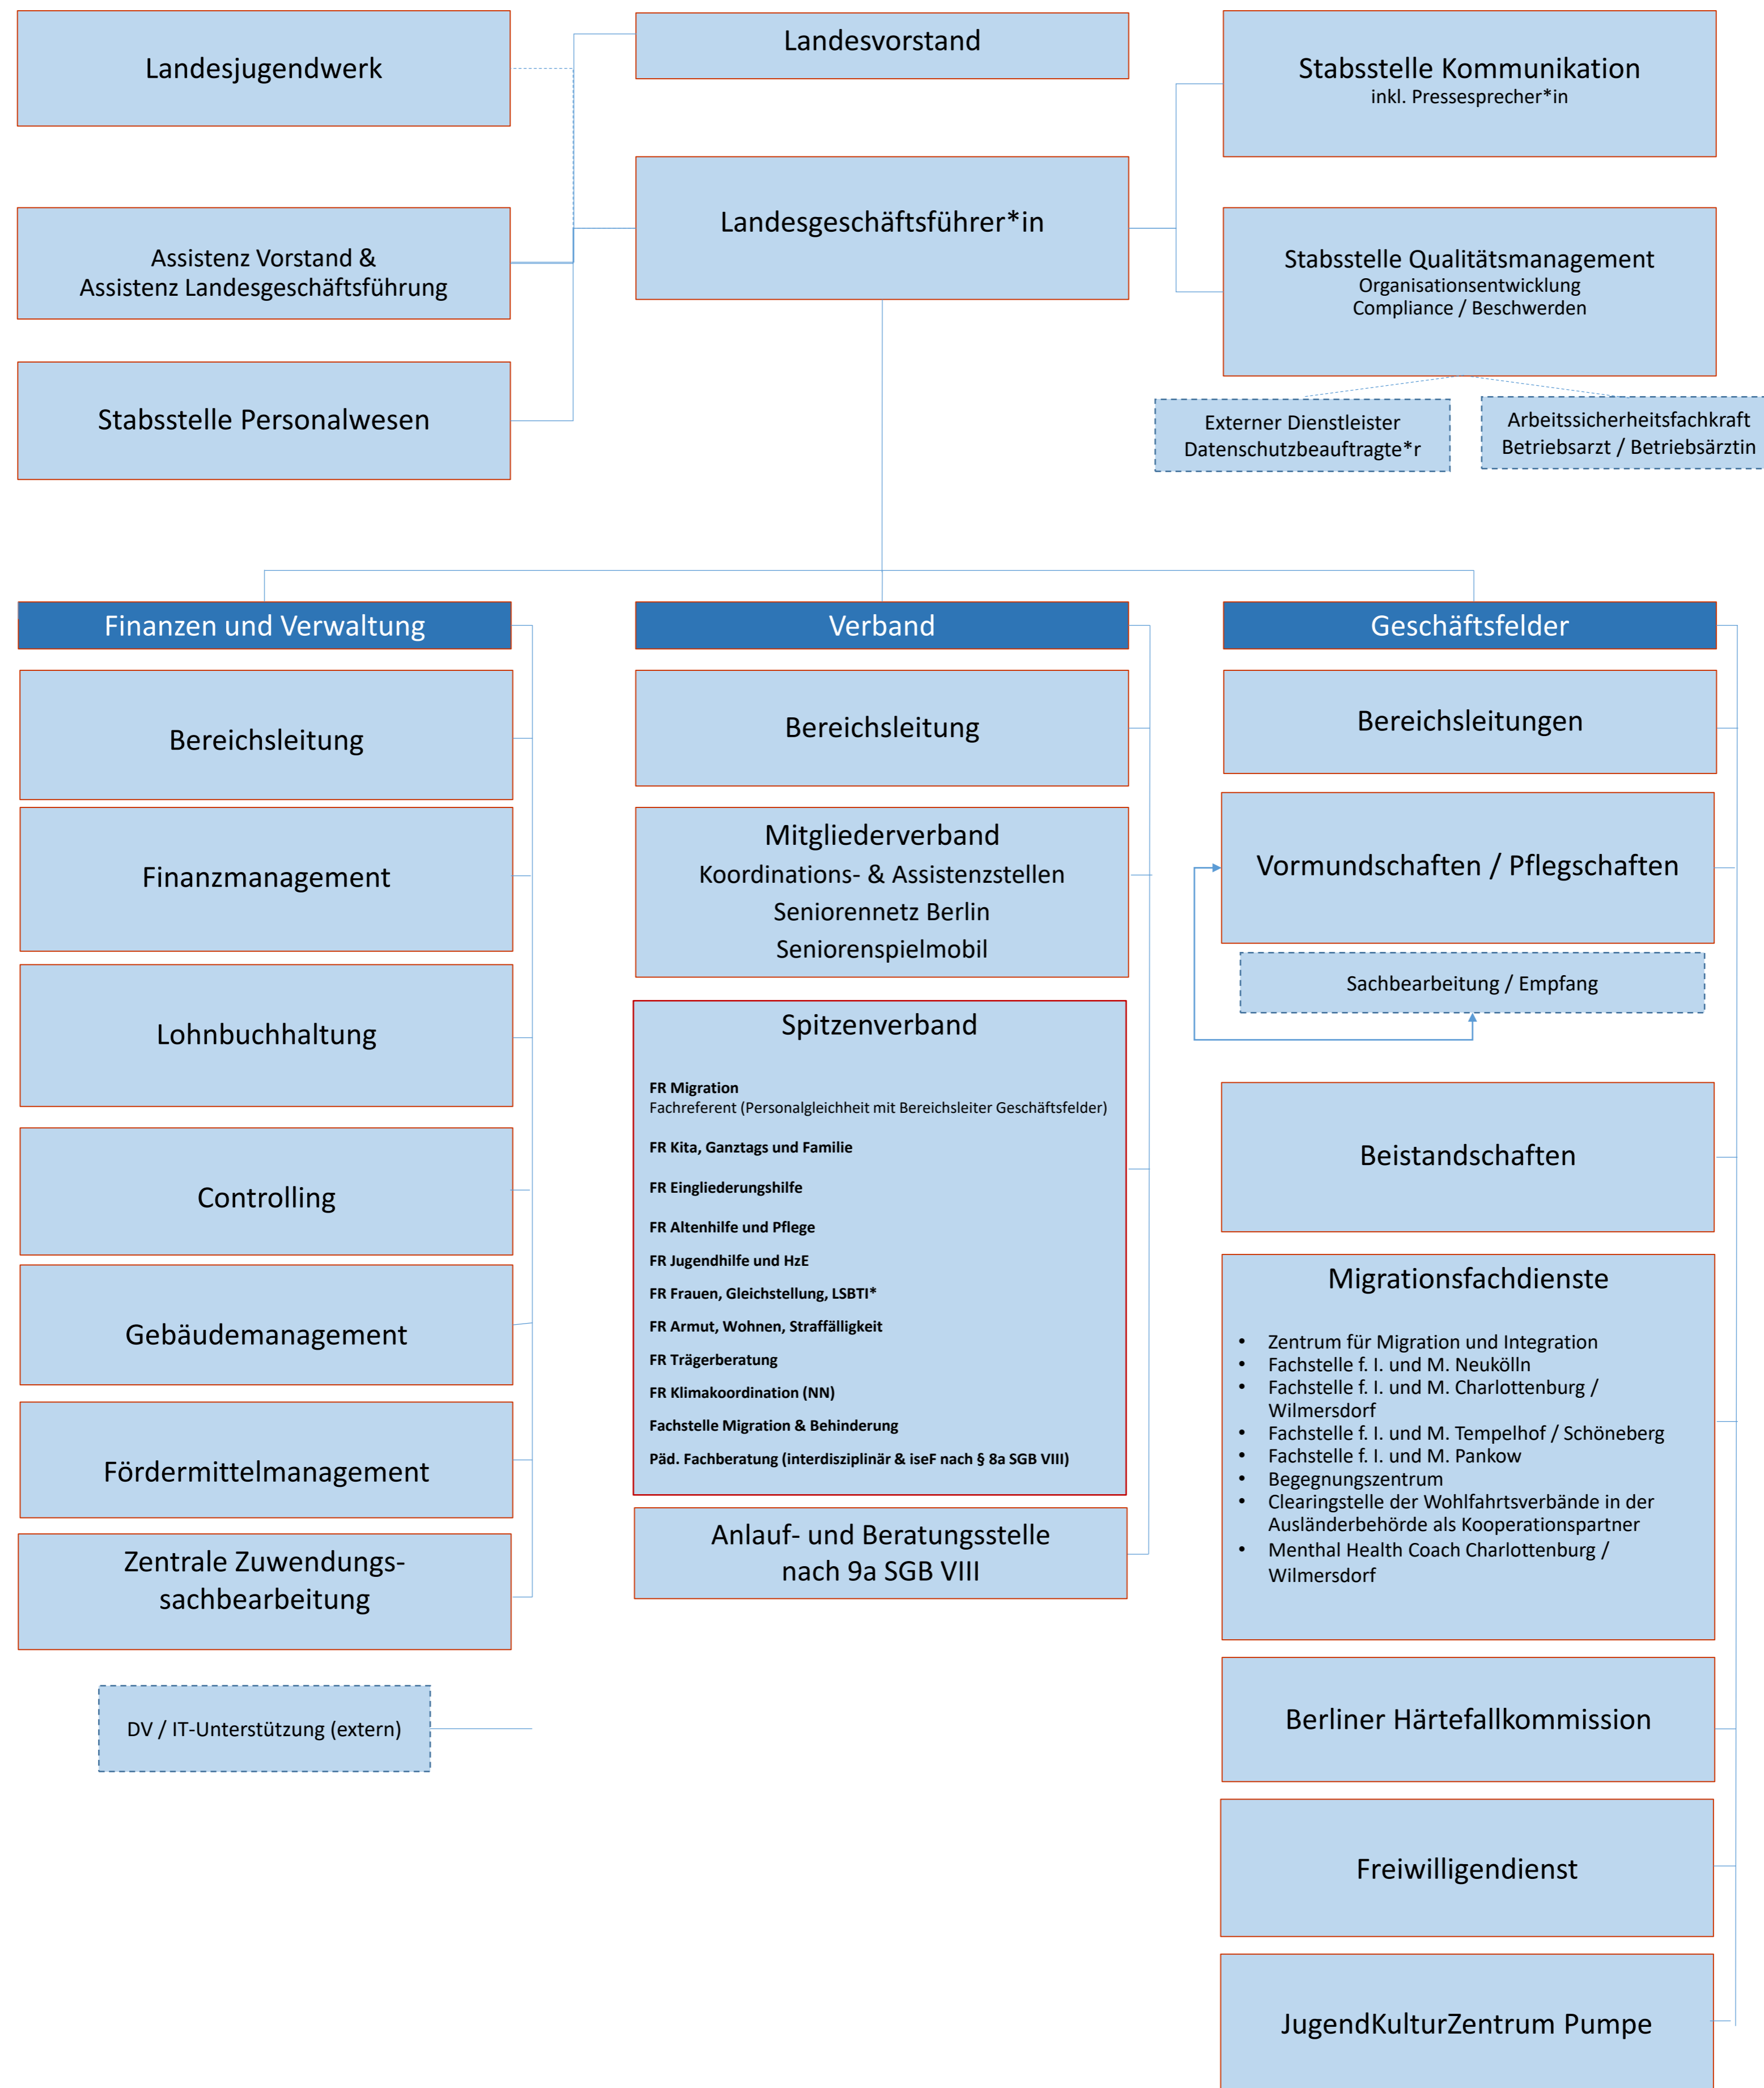 Landesjugendwerk
Landesvorstand
Stabsstelle Kommunikation
inkl. Pressesprecher*in
Assistenz Vorstand &
Assistenz Landesgeschäftsführung
Landesgeschäftsführer*in
Stabsstelle Qualitätsmanagement
Organisationsentwicklung
Compliance / Beschwerden
Stabsstelle Personalwesen
Externer Dienstleister
Datenschutzbeauftragte*r
Arbeitssicherheitsfachkraft
Betriebsarzt / Betriebsärztin
Finanzen und Verwaltung
Bereichsleitung
Finanzmanagement
Lohnbuchhaltung
Controlling
Gebäudemanagement
Fördermittelmanagement
Zentrale Zuwendungs-
sachbearbeitung
DV / IT-Unterstützung (extern)
Verband
Bereichsleitung
Mitgliederverband
Koordinations- & Assistenzstellen
Seniorennetz Berlin
Seniorenspielmobil
Spitzenverband
FR Migration
Fachreferent (Personalgleichheit mit Bereichsleiter Geschäftsfelder)
FR Kita, Ganztags und Familie
FR Eingliederungshilfe
FR Altenhilfe und Pflege
FR Jugendhilfe und HzE
FR Frauen, Gleichstellung, LSBTI*
FR Armut, Wohnen, Straffälligkeit
FR Trägerberatung
FR Klimakoordination (NN)
Fachstelle Migration & Behinderung
Päd. Fachberatung (interdisziplinär & iseF nach § 8a SGB VIII)
Anlauf- und Beratungsstelle
nach 9a SGB VIII
Geschäftsfelder
Bereichsleitungen
Vormundschaften / Pflegschaften
Sachbearbeitung / Empfang
Beistandschaften
Migrationsfachdienste
• Zentrum für Migration und Integration
• Fachstelle f. I. und M. Neukölln
• Fachstelle f. I. und M. Charlottenburg /
Wilmersdorf
• Fachstelle f. I. und M. Tempelhof / Schöneberg
• Fachstelle f. I. und M. Pankow
• Begegnungszentrum
• Clearingstelle der Wohlfahrtsverbände in der
Ausländerbehörde als Kooperationspartner
• Menthal Health Coach Charlottenburg /
Wilmersdorf
Berliner Härtefallkommission
Freiwilligendienst
JugendKulturZentrum Pumpe